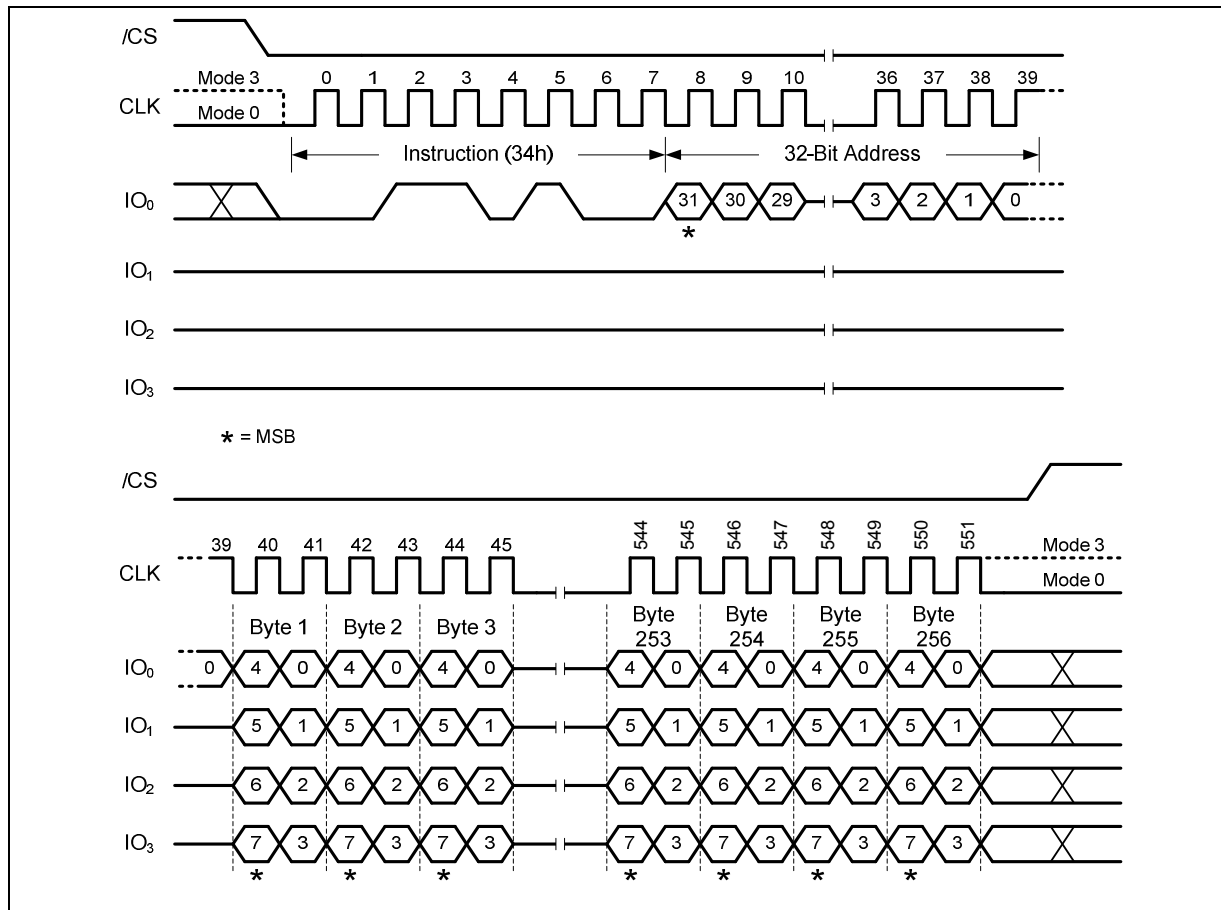 /CS
Mode 3 0 1 2 3 4 5 6 7 8 9 10 36 37 38 39
CLK
Mode 0
Instruction (34h) 32-Bit Address
IO0 31 30 29 3 2 1 0
*
IO1
IO2
IO3
* = MSB
/CS
39 40 41 42 43 44 45 544 545 546 547 548 549 550 551
Mode 3
CLK
Mode 0
Byte 1 Byte 2 Byte 3 Byte 253 Byte 254 Byte 255 Byte 256
IO0 0 4 0 4 0 4 0 4 0 4 0 4 0 4 0
IO1 5 1 5 1 5 1 5 1 5 1 5 1 5 1
IO2 6 2 6 2 6 2 6 2 6 2 6 2 6 2
IO3 7 3 7 3 7 3 7 3 7 3 7 3 7 3
* * * * * * *